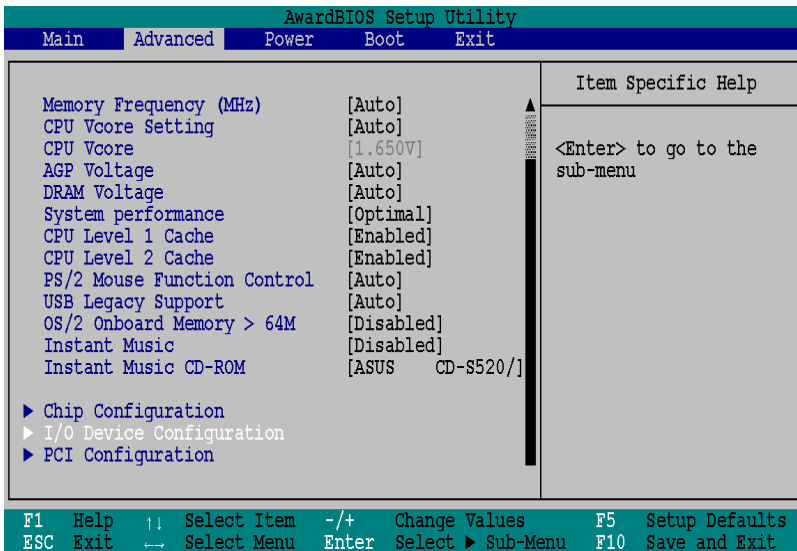 AwardBIOS Setup Utility
Main Advanced Power Boot Exit
Item Specific Help
Memory Frequency (MHz) [Auto]
CPU Vcore Setting [Auto]
CPU Vcore [1.650V]
<Enter> to go to the
AGP Voltage [Auto]
sub-menu
DRAM Voltage [Auto]
System performance [Optimal]
CPU Level 1 Cache [Enabled]
CPU Level 2 Cache [Enabled]
PS/2 Mouse Function Control [Auto]
USB Legacy Support [Auto]
OS/2 Onboard Memory > 64M [Disabled]
Instant Music [Disabled]
Instant Music CD-ROM [ASUS CD-S520/]
▶ Chip Configuration
▶ I/O Device Configuration
▶ PCI Configuration
F1 Help ↑↓ Select Item -/+ Change Values F5 Setup Defaults
ESC Exit ←→ Select Menu Enter Select ▶ Sub-Menu F10 Save and Exit